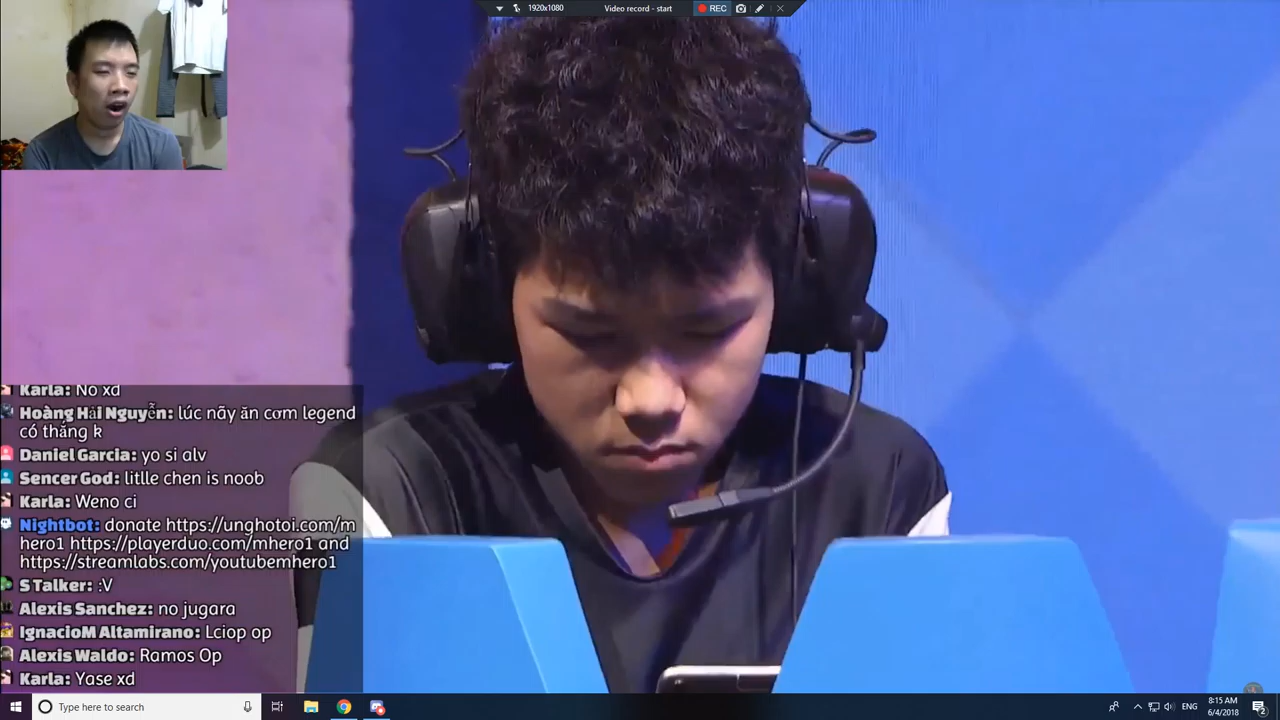 1920x1080
Video record - start
REC
Karla: No xd
Hoàng Hải Nguyễn: lúc nãy ăn cơm legend
có thắng k
Daniel Garcia: yo si alv
Sencer God: litlle chen is noob
Karla: Weno ci
Nightbot: donate https://unghotoi.com/m
hero1 https://playerduo.com/mhero1 and
https://streamlabs.com/youtubemhero1
S Talker: :V
Alexis Sanchez: no jugara
IgnacioM Altamirano: Lciop op
Alexis Waldo: Ramos Op
Karla: Yase xd
Type here to search
ENG
8:15 AM
6/4/2018
2